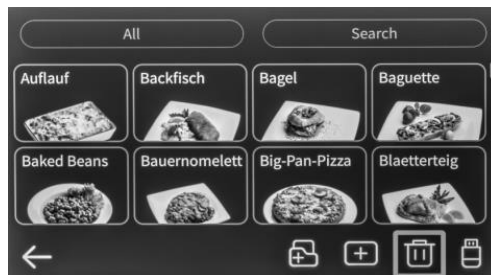 All
Search
Auflauf
Backfisch
Bagel
Baguette
Baked Beans
Bauernomelett
Big-Pan-Pizza
Blaetterteig